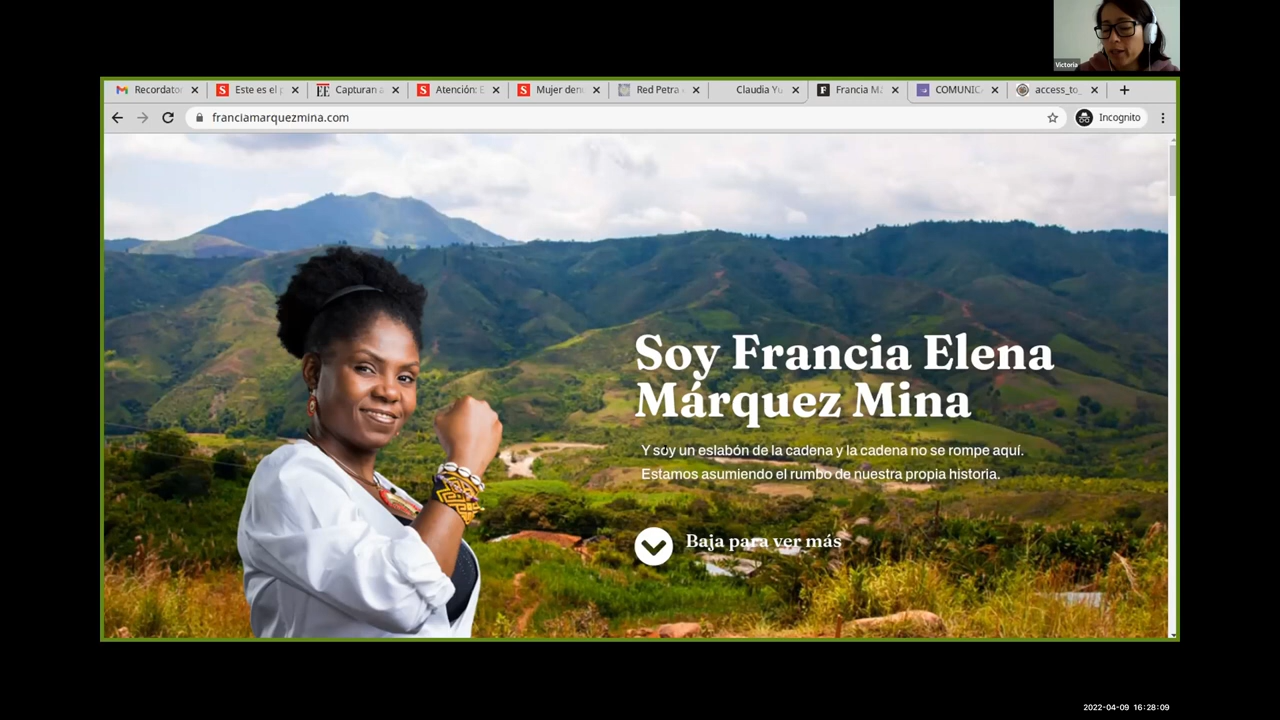 Victoria
Recordato
Este es el p
Capturan a
Atención: E
Mujer den
Red Petra
Claudia Yu
Francia Má
COMUNIC
access_to_
franciamarquezmina.com
Incognito
Soy Francia Elena
Márquez Mina
Y soy un eslabón de la cadena y la cadena no se rompe aquí.
Estamos asumiendo el rumbo de nuestra propia historia.
Baja para ver más
2022-04-09 16:28:09